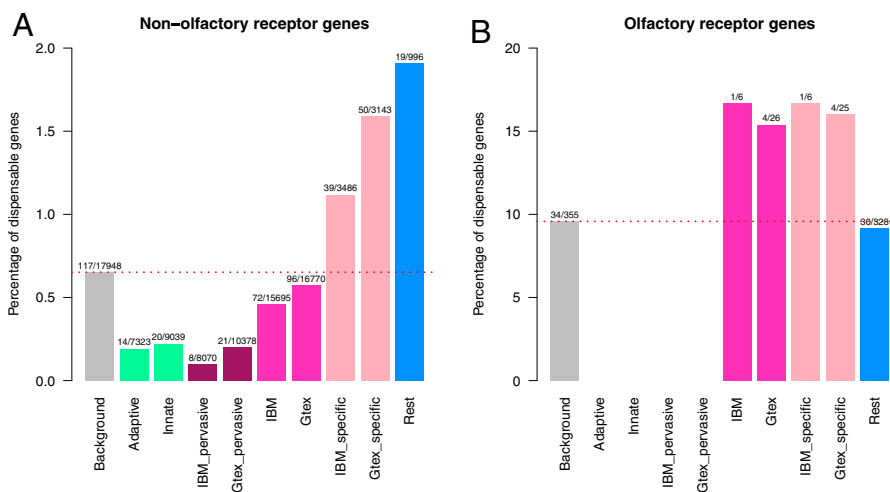 A
Non−olfactory receptor genes
Percentage of dispensable genes
2.0
1.5
1.0
0.5
0.0
117/17948
14/7323
20/9039
8/8070
21/10378
72/15695
96/16770
39/3486
50/3143
19/996
Background
Adaptive
Innate
IBM_pervasive
Gtex_pervasive
IBM
Gtex
IBM_specific
Gtex_specific
Rest
B
Olfactory receptor genes
Percentage of dispensable genes
20
15
10
5
0
34/355
1/6
4/26
1/6
4/25
30/328
Background
Adaptive
Innate
IBM_pervasive
Gtex_pervasive
IBM
Gtex
IBM_specific
Gtex_specific
Rest